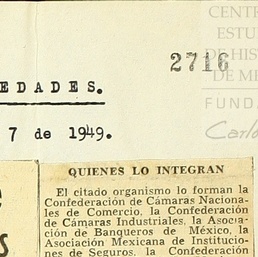 CENT
ESTU
DE HIS
DE MÉ
FUND
Carlo
2716
EDADES.
7 de 1949.
QUIENES LO INTEGRAN
El citado organismo lo forman la
Confederación de Cámaras Naciona-
les de Comercio, la Confederación
de Cámaras Industriales, la Asocia-
ción de Banqueros de México, la
Asociación Mexicana de Institucio-
nes de Seguros, la Confederación